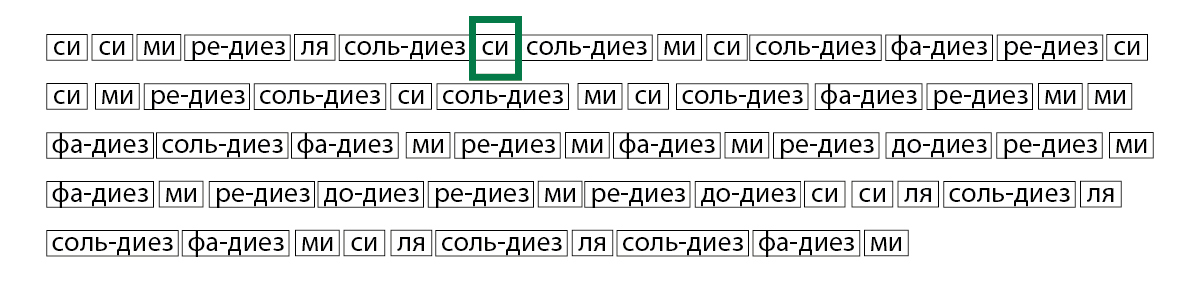 си си ми ре-диез ля соль-диез си соль-диез ми си соль-диез фа-диез ре-диез си
си ми ре-диез соль-диез си соль-диез ми си соль-диез фа-диез ре-диез ми ми
фа-диез соль-диез фа-диез ми ре-диез ми фа-диез ми ре-диез до-диез ре-диез ми
фа-диез ми ре-диез до-диез ре-диез ми ре-диез до-диез си си ля соль-диез ля
соль-диез фа-диез ми си ля соль-диез ля соль-диез фа-диез ми